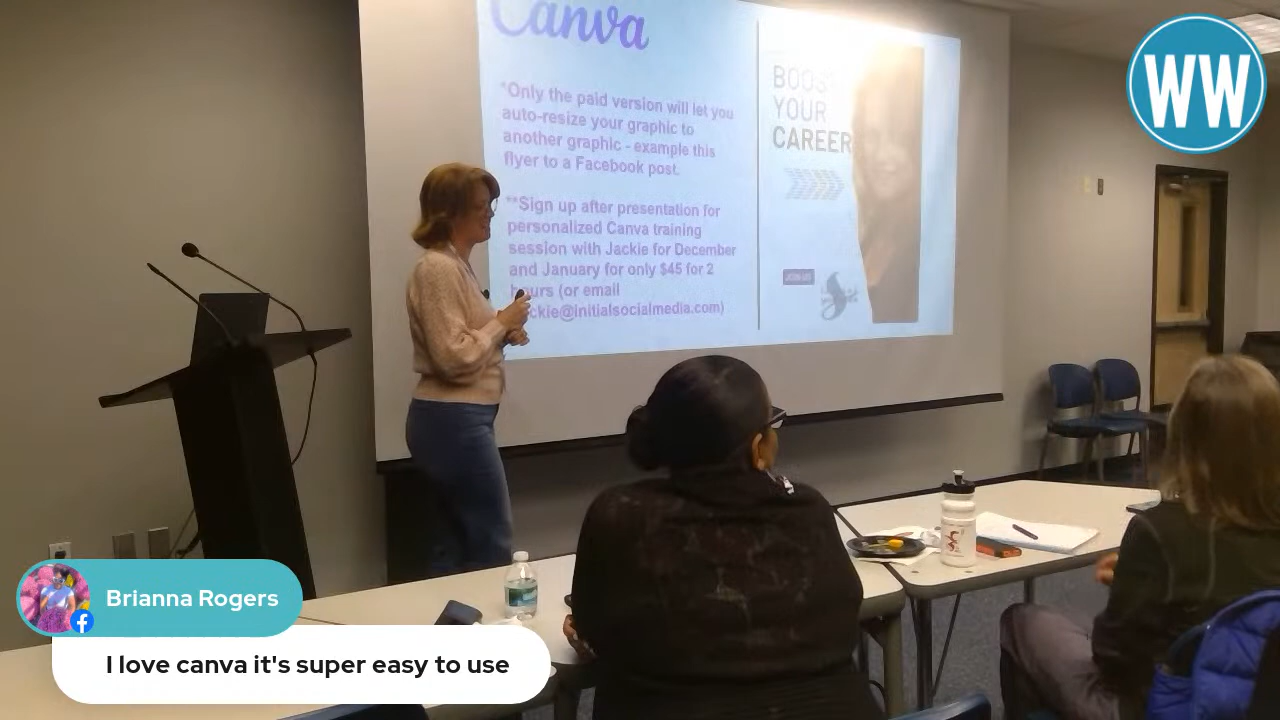 Canva
*Only the paid version will let you
auto-resize your graphic to
another graphic - example this
flyer to a Facebook post.
**Sign up after presentation for
personalized Canva training
session with Jackie for December
and January for only $45 for 2
hours (or email
ckie@initialsocialmedia.com)
BOOST
YOUR
CAREER
JOIN US
WW
Brianna Rogers
I love canva it's super easy to use